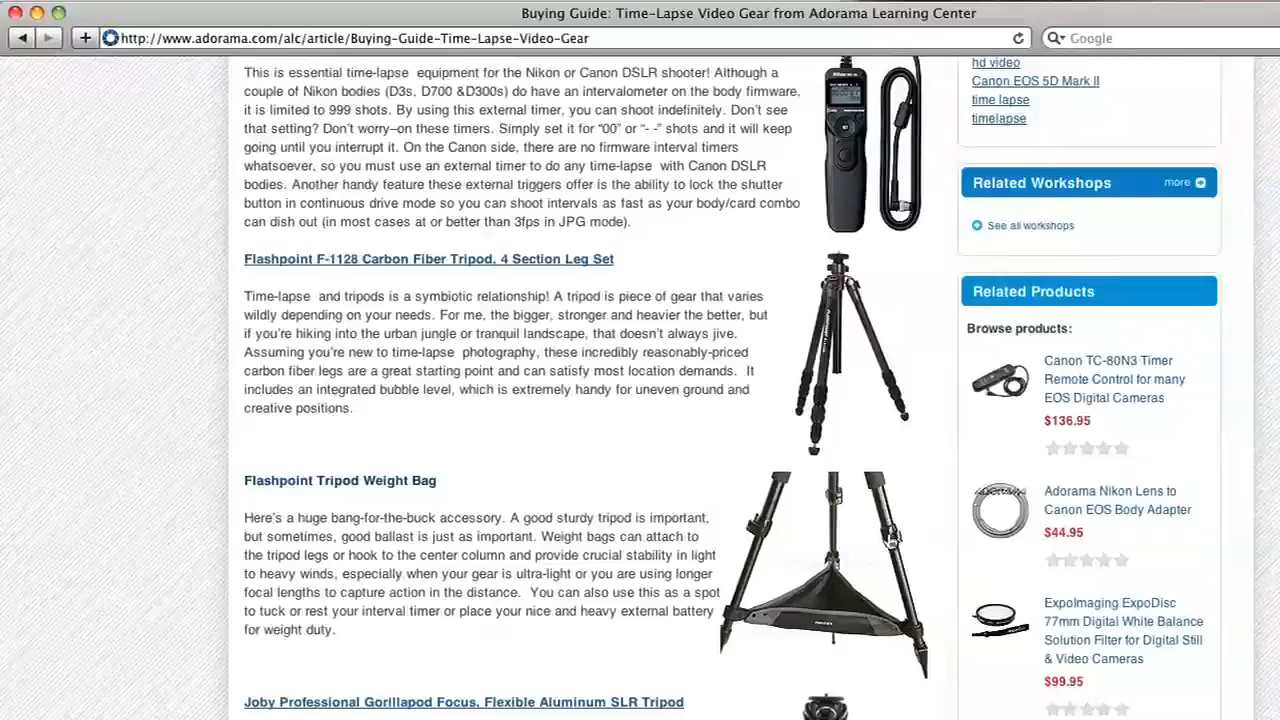 Buying Guide: Time-Lapse Video Gear from Adorama Learning Center
http://www.adorama.com/alc/article/Buying-Guide-Time-Lapse-Video-Gear
Google
This is essential time-lapse equipment for the Nikon or Canon DSLR shooter! Although a
couple of Nikon bodies (D3s, D700 &D300s) do have an intervalometer on the body firmware,
it is limited to 999 shots. By using this external timer, you can shoot indefinitely. Don't see
that setting? Don't worry–on these timers. Simply set it for “00” or “- -” shots and it will keep
going until you interrupt it. On the Canon side, there are no firmware interval timers
whatsoever, so you must use an external timer to do any time-lapse with Canon DSLR
bodies. Another handy feature these external triggers offer is the ability to lock the shutter
button in continuous drive mode so you can shoot intervals as fast as your body/card combo
can dish out (in most cases at or better than 3fps in JPG mode).
Flashpoint F-1128 Carbon Fiber Tripod, 4 Section Leg Set
Time-lapse and tripods is a symbiotic relationship! A tripod is piece of gear that varies
wildly depending on your needs. For me, the bigger, stronger and heavier the better, but
if you're hiking into the urban jungle or tranquil landscape, that doesn't always jive.
Assuming you're new to time-lapse photography, these incredibly reasonably-priced
carbon fiber legs are a great starting point and can satisfy most location demands. It
includes an integrated bubble level, which is extremely handy for uneven ground and
creative positions.
Flashpoint Tripod Weight Bag
Here's a huge bang-for-the-buck accessory. A good sturdy tripod is important,
but sometimes, good ballast is just as important. Weight bags can attach to
the tripod legs or hook to the center column and provide crucial stability in light
to heavy winds, especially when your gear is ultra-light or you are using longer
focal lengths to capture action in the distance. You can also use this as a spot
to tuck or rest your interval timer or place your nice and heavy external battery
for weight duty.
Joby Professional Gorillapod Focus, Flexible Aluminum SLR Tripod
hd video
Canon EOS 5D Mark II
time lapse
timelapse
Related Workshops
more
See all workshops
Related Products
Browse products:
Canon TC-80N3 Timer
Remote Control for many
EOS Digital Cameras
$136.95
Adorama Nikon Lens to
Canon EOS Body Adapter
$44.95
ExpoImaging ExpoDisc
77mm Digital White Balance
Solution Filter for Digital Still
& Video Cameras
$99.95